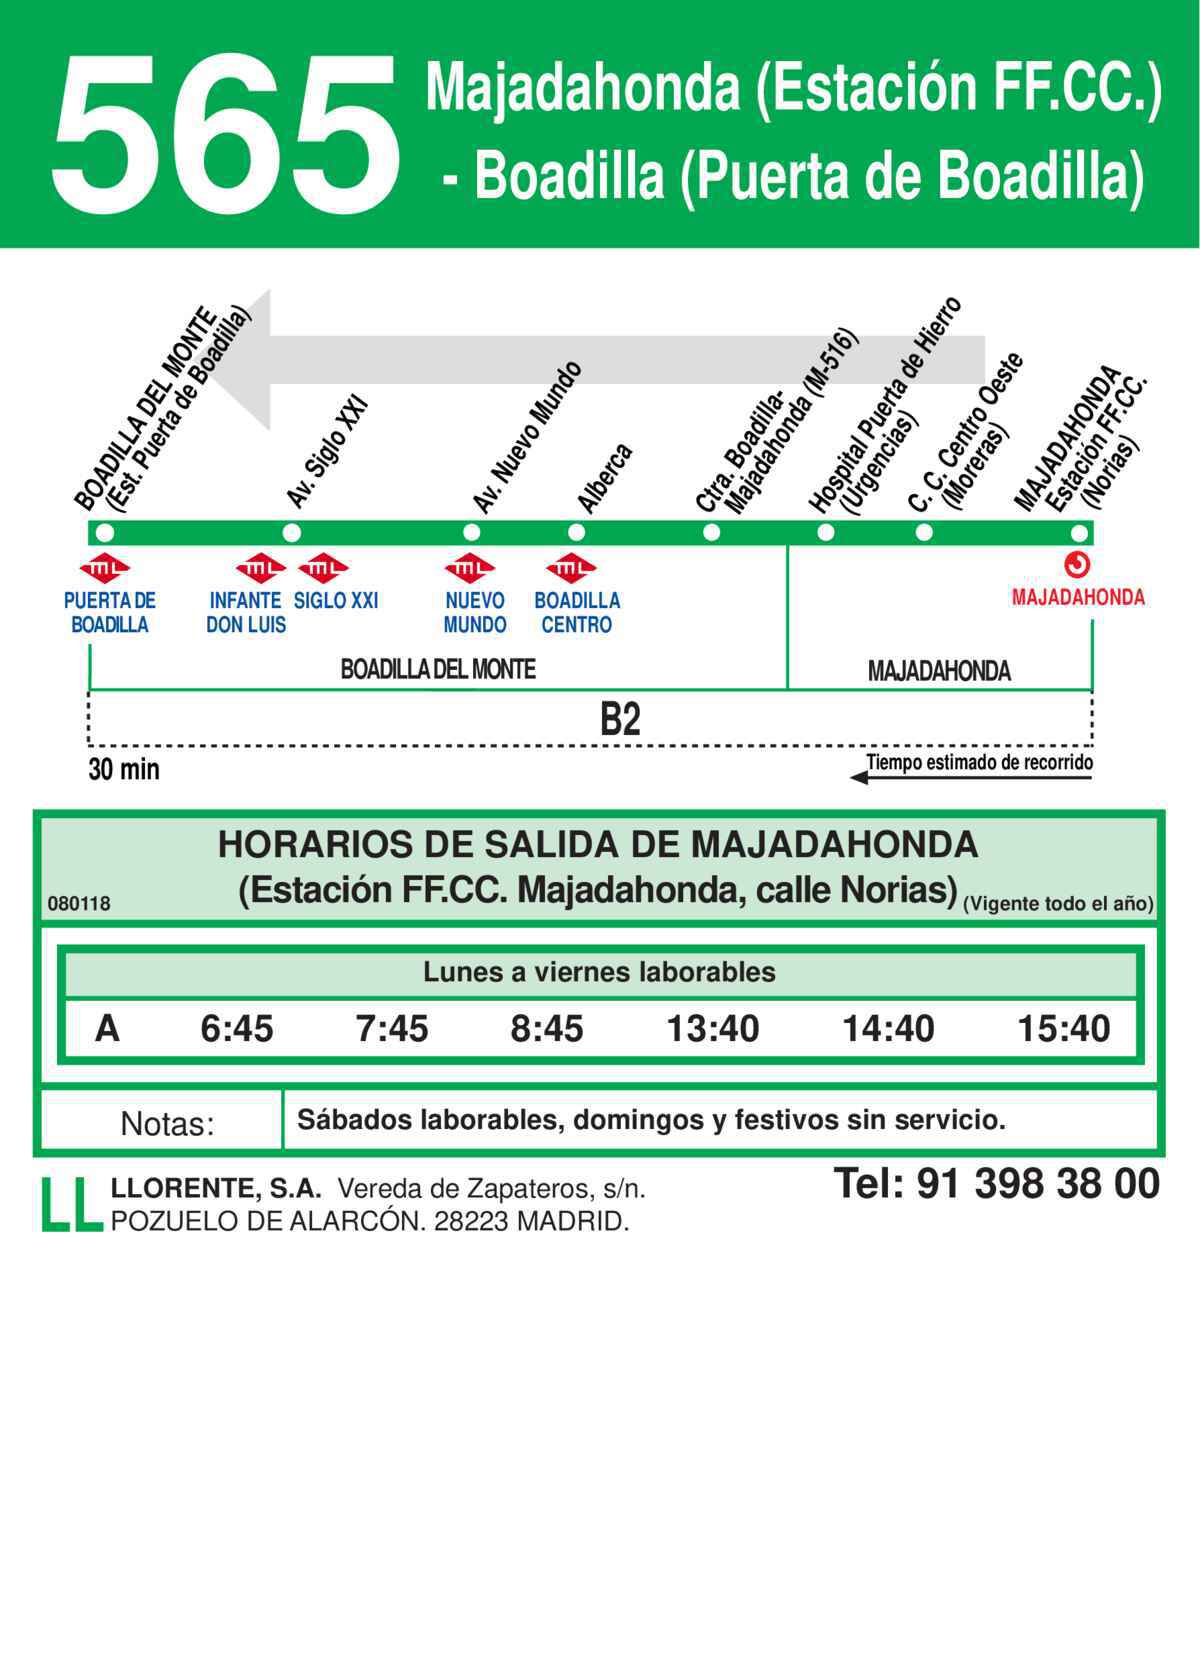 565
Majadahonda (Estación FF.CC.)
- Boadilla (Puerta de Boadilla)
BOADILLA DEL MONTE
(Est. Puerta de Boadilla)
Av. Siglo XXI
Av. Nuevo Mundo
Alberca
Ctra. Boadilla-
Majadahonda (M-516)
Hospital Puerta de Hierro
(Urgencias)
C. C. Centro Oeste
(Moreras)
MAJADAHONDA
Estación FF.CC.
(Norias)
ML
ML
ML
ML
ML
PUERTA DE
BOADILLA
INFANTE
DON LUIS
SIGLO XXI
NUEVO
MUNDO
BOADILLA
CENTRO
MAJADAHONDA
BOADILLA DEL MONTE
MAJADAHONDA
B2
30 min
Tiempo estimado de recorrido
HORARIOS DE SALIDA DE MAJADAHONDA
(Estación FF.CC. Majadahonda, calle Norias)
080118
(Vigente todo el año)
Lunes a viernes laborables
A 6:45 7:45 8:45 13:40 14:40 15:40
Notas:
Sábados laborables, domingos y festivos sin servicio.
LL
LLORENTE, S.A. Vereda de Zapateros, s/n.
POZUELO DE ALARCÓN. 28223 MADRID.
Tel: 91 398 38 00